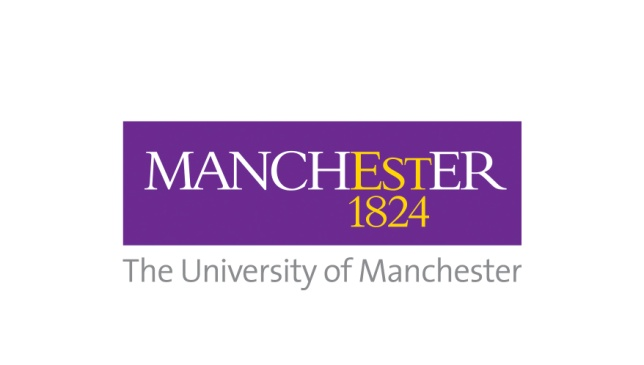 MANCHESTER
1824
The University of Manchester